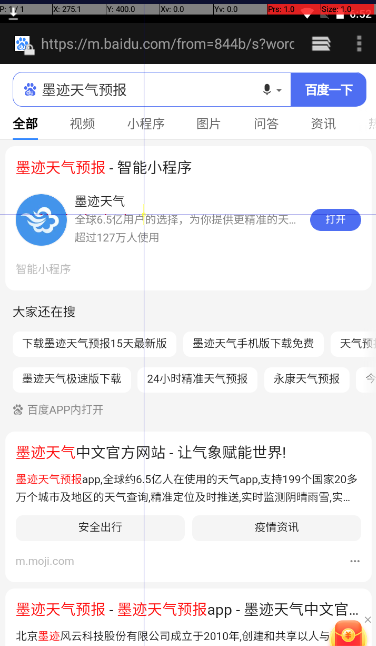 P: 1 / 1 X: 275.1 Y: 400.0 Xv: 0.0 Yv: 0.0 Prs: 1.0 Size: 1.0
6:52
https://m.baidu.com/from=844b/s?word
墨迹天气预报 百度一下
全部 视频 小程序 图片 问答 资讯
墨迹天气预报 - 智能小程序
墨迹天气
全球6.5亿用户的选择，为你提供更精准的天...
打开
超过127万人使用
智能小程序
大家还在搜
下载墨迹天气预报15天最新版 墨迹天气手机版下载免费 天气预
墨迹天气极速版下载 24小时精准天气预报 永康天气预报 今
百度APP内打开
墨迹天气中文官方网站 - 让气象赋能世界!
墨迹天气预报app,全球约6.5亿人在使用的天气app,支持199个国家20多
万个城市及地区的天气查询,精准定位及时推送,实时监测阴晴雨雪,实...
安全出行 疫情资讯
m.moji.com
墨迹天气预报 - 墨迹天气预报app - 墨迹天气中文官...
北京墨迹风云科技股份有限公司成立于2010年,创建和共享以人与